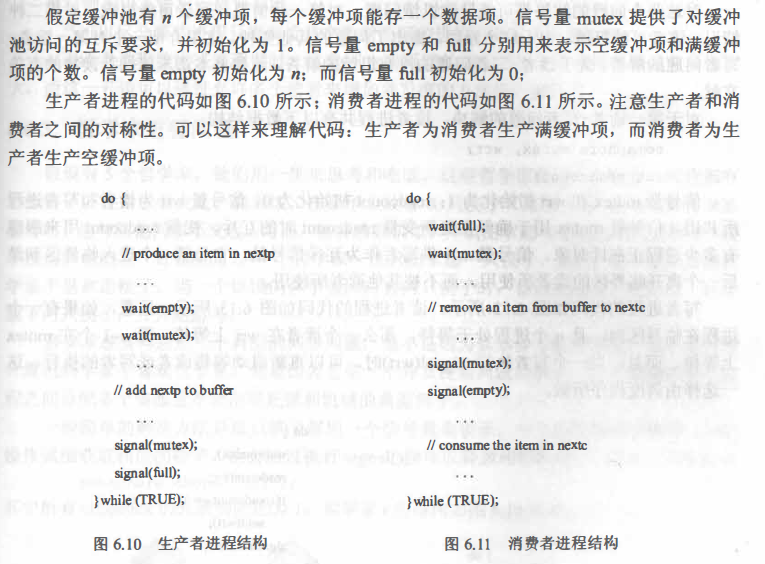 假定缓冲池有 n 个缓冲项，每个缓冲项能存一个数据项。信号量 mutex 提供了对缓冲
池访问的互斥要求，并初始化为 1。信号量 empty 和 full 分别用来表示空缓冲项和满缓冲
项的个数。信号量 empty 初始化为 n；而信号量 full 初始化为 0；
生产者进程的代码如图 6.10 所示；消费者进程的代码如图 6.11 所示。注意生产者和消
费者之间的对称性。可以这样来理解代码：生产者为消费者生产满缓冲项，而消费者为生
产者生产空缓冲项。
do {
...
// produce an item in nextp
...
wait(empty);
wait(mutex);
...
// add nextp to buffer
...
signal(mutex);
signal(full);
}while (TRUE);
图 6.10 生产者进程结构
do {
wait(full);
wait(mutex);
...
// remove an item from buffer to nextc
...
signal(mutex);
signal(empty);
...
// consume the item in nextc
...
}while (TRUE);
图 6.11 消费者进程结构